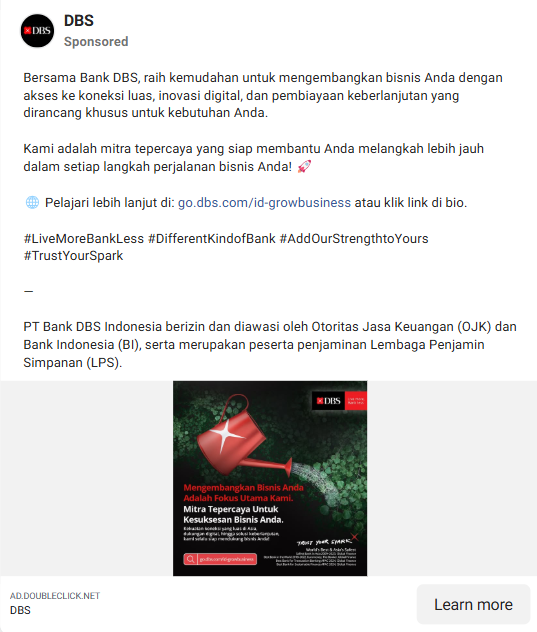 DBS
Sponsored
Bersama Bank DBS, raih kemudahan untuk mengembangkan bisnis Anda dengan
akses ke koneksi luas, inovasi digital, dan pembiayaan keberlanjutan yang
dirancang khusus untuk kebutuhan Anda.
Kami adalah mitra tepercaya yang siap membantu Anda melangkah lebih jauh
dalam setiap langkah perjalanan bisnis Anda! 🚀
🌐 Pelajari lebih lanjut di: go.dbs.com/id-growbusiness atau klik link di bio.
#LiveMoreBankLess #DifferentKindofBank #AddOurStrengthtoYours
#TrustYourSpark
—
PT Bank DBS Indonesia berizin dan diawasi oleh Otoritas Jasa Keuangan (OJK) dan
Bank Indonesia (BI), serta merupakan peserta penjaminan Lembaga Penjamin
Simpanan (LPS).
DBS
Mengembangkan Bisnis Anda
Adalah Fokus Utama Kami.
Mitra Tepercaya Untuk
Kesuksesan Bisnis Anda.
Kekuatan koneksi yang luas di Asia,
dukungan digital, hingga solusi keberlanjutan,
kami selalu siap mendukung bisnis Anda!
go.dbs.com/id-growbusiness
TRUST YOUR SPARK
World's Best & Asia's Safest
AD.DOUBLECLICK.NET
DBS
Learn more